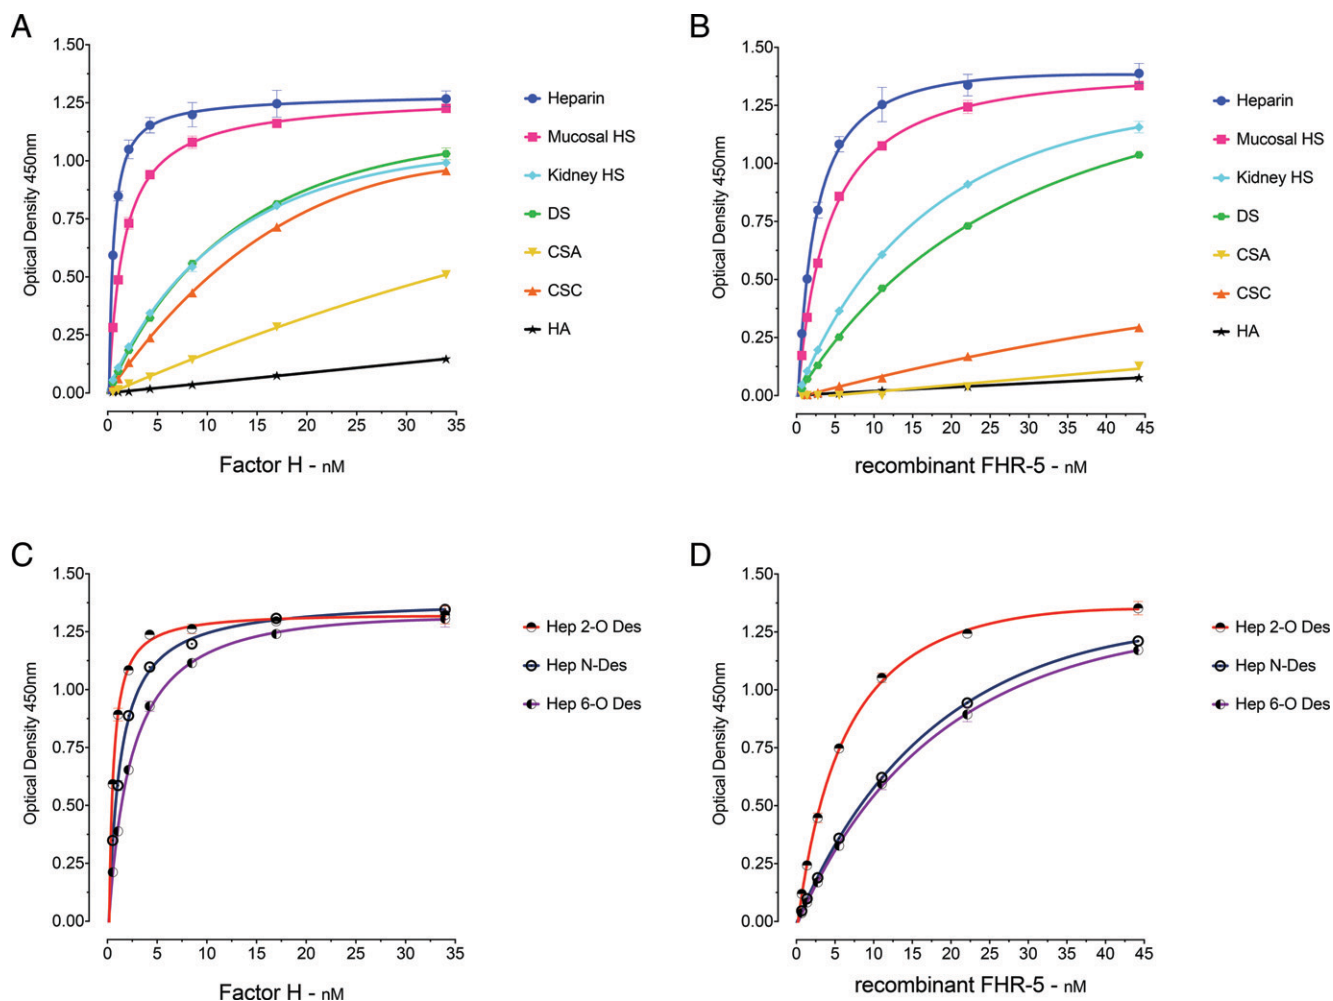 A
Optical Density 450nm
1.50
1.25
1.00
0.75
0.50
0.25
0.00
0 5 10 15 20 25 30 35
Factor H - nM
Heparin
Mucosal HS
Kidney HS
DS
CSA
CSC
HA
B
Optical Density 450nm
1.50
1.25
1.00
0.75
0.50
0.25
0.00
0 5 10 15 20 25 30 35 40 45
recombinant FHR-5 - nM
Heparin
Mucosal HS
Kidney HS
DS
CSA
CSC
HA
C
Optical Density 450nm
1.50
1.25
1.00
0.75
0.50
0.25
0.00
0 5 10 15 20 25 30 35
Factor H - nM
Hep 2-O Des
Hep N-Des
Hep 6-O Des
D
Optical Density 450nm
1.50
1.25
1.00
0.75
0.50
0.25
0.00
0 5 10 15 20 25 30 35 40 45
recombinant FHR-5 - nM
Hep 2-O Des
Hep N-Des
Hep 6-O Des